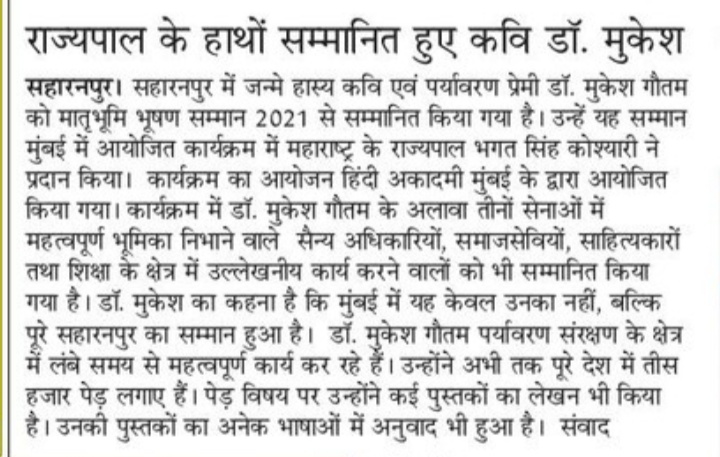 राज्यपाल के हाथों सम्मानित हुए कवि डॉ. मुकेश
सहारनपुर। सहारनपुर में जन्मे हास्य कवि एवं पर्यावरण प्रेमी डॉ. मुकेश गौतम
को मातृभूमि भूषण सम्मान 2021 से सम्मानित किया गया है। उन्हें यह सम्मान
मुंबई में आयोजित कार्यक्रम में महाराष्ट्र के राज्यपाल भगत सिंह कोश्यारी ने
प्रदान किया। कार्यक्रम का आयोजन हिंदी अकादमी मुंबई के द्वारा आयोजित
किया गया। कार्यक्रम में डॉ. मुकेश गौतम के अलावा तीनों सेनाओं में
महत्वपूर्ण भूमिका निभाने वाले सैन्य अधिकारियों, समाजसेवियों, साहित्यकारों
तथा शिक्षा के क्षेत्र में उल्लेखनीय कार्य करने वालों को भी सम्मानित किया
गया है। डॉ. मुकेश का कहना है कि मुंबई में यह केवल उनका नहीं, बल्कि
पूरे सहारनपुर का सम्मान हुआ है। डॉ. मुकेश गौतम पर्यावरण संरक्षण के क्षेत्र
में लंबे समय से महत्वपूर्ण कार्य कर रहे हैं। उन्होंने अभी तक पूरे देश में तीस
हजार पेड़ लगाए हैं। पेड़ विषय पर उन्होंने कई पुस्तकों का लेखन भी किया
है। उनकी पुस्तकों का अनेक भाषाओं में अनुवाद भी हुआ है। संवाद